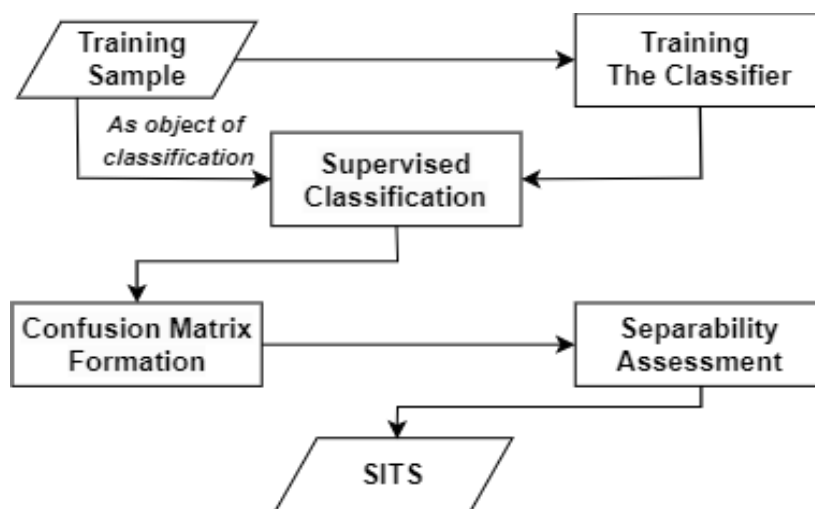 Training
Sample
Training
The Classifier
As object of
classification
Supervised
Classification
Confusion Matrix
Formation
Separability
Assessment
SITS